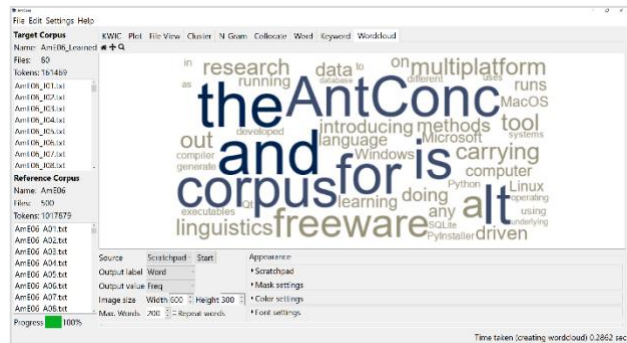 AntConc
File Edit Settings Help
Target Corpus
Name: AmE06_Learned
Files: 80
Tokens: 161469
AmE06_J01.txt
AmE06_J02.txt
AmE06_J03.txt
AmE06_J04.txt
AmE06_J05.txt
AmE06_J06.txt
AmE06_J07.txt
AmE06_J08.txt
Reference Corpus
Name: AmE06
Files: 500
Tokens: 1017879
AmE06_A01.txt
AmE06_A02.txt
AmE06_A03.txt
AmE06_A04.txt
AmE06_A05.txt
AmE06_A06.txt
AmE06_A07.txt
AmE06_A08.txt
Progress 100%
KWIC Plot File View Cluster N-Gram Collocate Word Keyword Wordcloud
in research data to on multiplatform
as running database different uses runs
the AntConc MacOS
developed introducing methods tool
out language Microsoft systems
compiler and Windows is carrying
generate for computer
corpus learning doing Python Linux
executables Qt any It operating
linguistics freeware SQLite using
PyInstaller driven underlying
Source Scratchpad Start
Output label Word
Output value Freq
Image size Width 600 Height 300
Max. Words 200 Repeat words
Appearance
Scratchpad
Mask settings
Color settings
Font settings
Time taken (creating wordcloud) 0.2862 sec